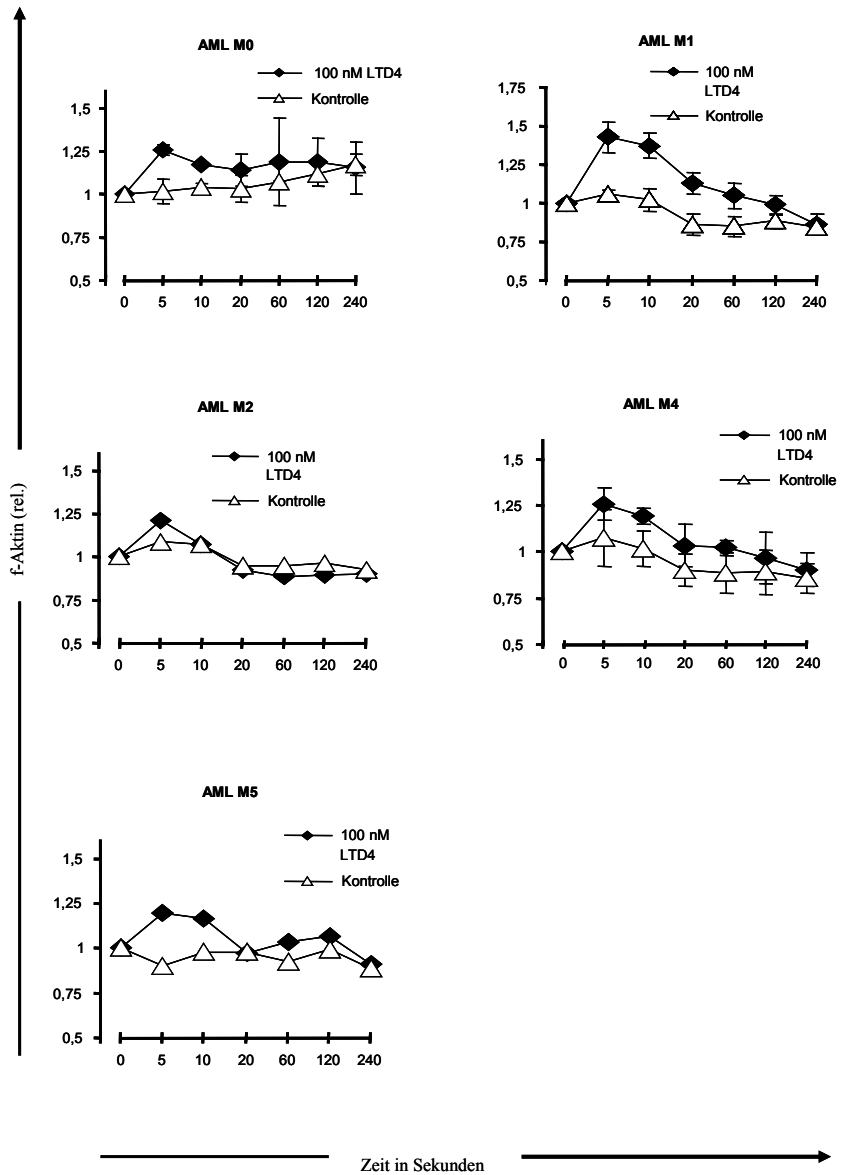 f-Aktin (rel.)
AML M0
100 nM LTD4
Kontrolle
1,5
1,25
1
0,75
0,5
0 5 10 20 60 120 240
AML M1
100 nM
LTD4
Kontrolle
1,75
1,5
1,25
1
0,75
0,5
0 5 10 20 60 120 240
AML M2
100 nM
LTD4
Kontrolle
1,5
1,25
1
0,75
0,5
0 5 10 20 60 120 240
AML M4
100 nM
LTD4
Kontrolle
1,5
1,25
1
0,75
0,5
0 5 10 20 60 120 240
AML M5
100 nM
LTD4
Kontrolle
1,5
1,25
1
0,75
0,5
0 5 10 20 60 120 240
Zeit in Sekunden